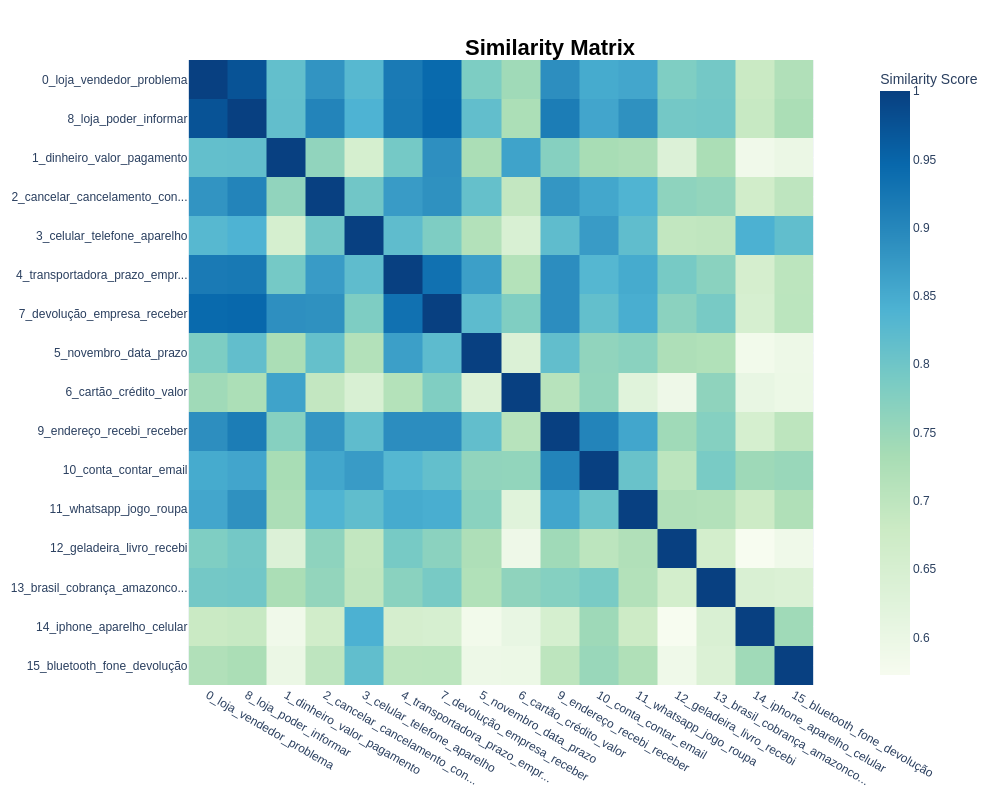 Similarity Matrix
Similarity Score
0_loja_vendedor_problema
8_loja_poder_informar
1_dinheiro_valor_pagamento
2_cancelar_cancelamento_con...
3_celular_telefone_aparelho
4_transportadora_prazo_empr...
7_devolução_empresa_receber
5_novembro_data_prazo
6_cartão_crédito_valor
9_endereço_recebi_receber
10_conta_contar_email
11_whatsapp_jogo_roupa
12_geladeira_livro_recebi
13_brasil_cobrança_amazonco...
14_iphone_aparelho_celular
15_bluetooth_fone_devolução
1
0.95
0.9
0.85
0.8
0.75
0.7
0.65
0.6
0_loja_vendedor_problema
8_loja_poder_informar
1_dinheiro_valor_pagamento
2_cancelar_cancelamento_con...
3_celular_telefone_aparelho
4_transportadora_prazo_empr...
7_devolução_empresa_receber
5_novembro_data_prazo
6_cartão_crédito_valor
9_endereço_recebi_receber
10_conta_contar_email
11_whatsapp_jogo_roupa
12_geladeira_livro_recebi
13_brasil_cobrança_amazonco...
14_iphone_aparelho_celular
15_bluetooth_fone_devolução